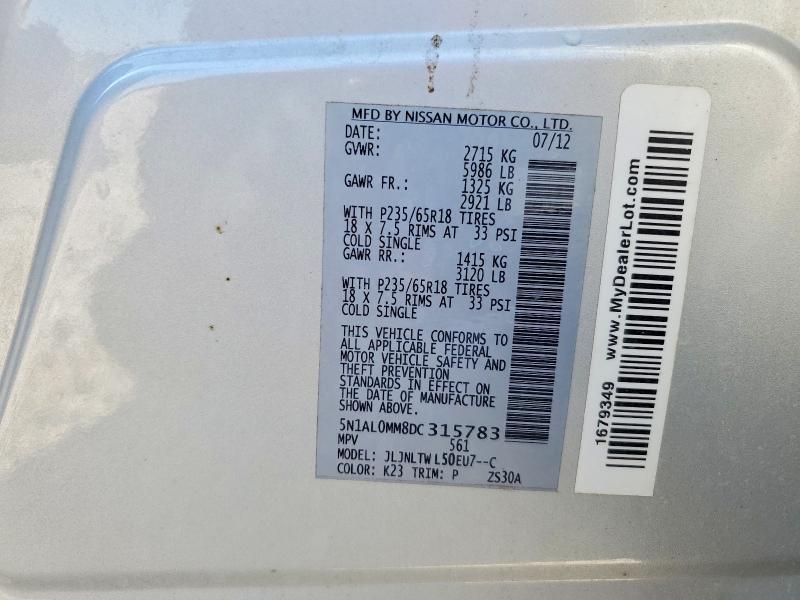 MFD BY NISSAN MOTOR CO., LTD.
DATE: 07/12
GVWR: 2715 KG
5986 LB
GAWR FR.: 1325 KG
2921 LB
WITH P235/65R18 TIRES
18 X 7.5 RIMS AT 33 PSI
COLD SINGLE
GAWR RR.: 1415 KG
3120 LB
WITH P235/65R18 TIRES
18 X 7.5 RIMS AT 33 PSI
COLD SINGLE
THIS VEHICLE CONFORMS TO
ALL APPLICABLE FEDERAL
MOTOR VEHICLE SAFETY AND
THEFT PREVENTION
STANDARDS IN EFFECT ON
THE DATE OF MANUFACTURE
SHOWN ABOVE.
5N1AL0MM8DC315783
MPV 561
MODEL: JLJNLTWL50EU7--C
COLOR: K23 TRIM: P ZS30A
1679349 www.MyDealerLot.com